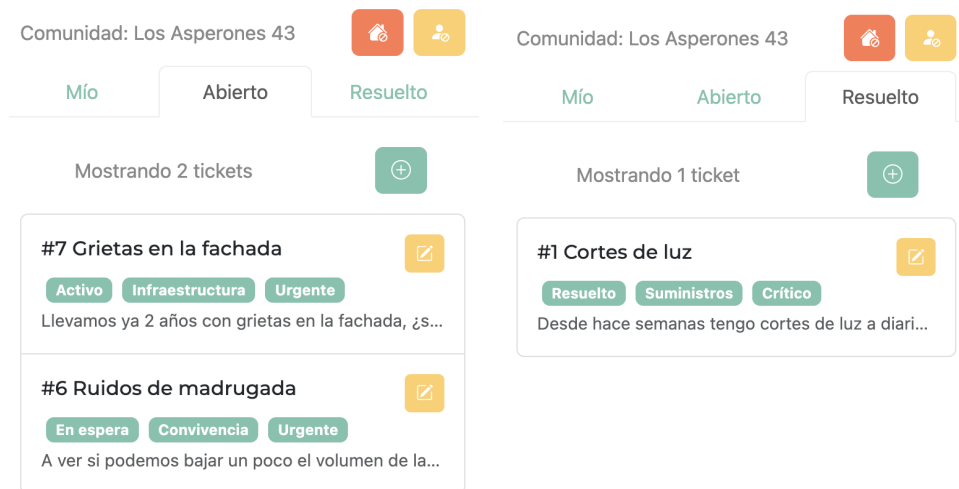 Comunidad: Los Asperones 43
Mío Abierto Resuelto
Mostrando 2 tickets
#7 Grietas en la fachada
Activo Infraestructura Urgente
Llevamos ya 2 años con grietas en la fachada, ¿s...
#6 Ruidos de madrugada
En espera Convivencia Urgente
A ver si podemos bajar un poco el volumen de la...
Comunidad: Los Asperones 43
Mío Abierto Resuelto
Mostrando 1 ticket
#1 Cortes de luz
Resuelto Suministros Crítico
Desde hace semanas tengo cortes de luz a diari...